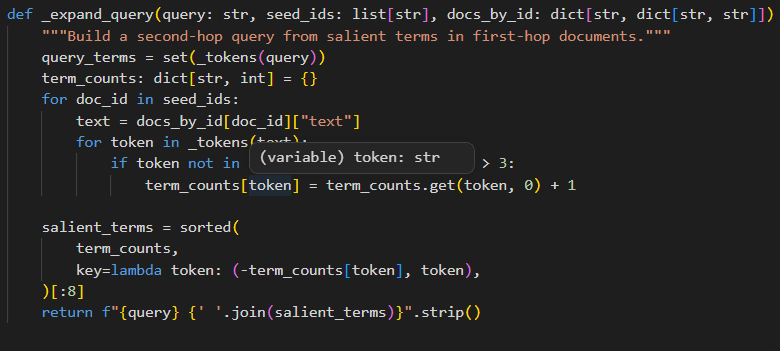 def _expand_query(query: str, seed_ids: list[str], docs_by_id: dict[str, dict[str, str]])
"""Build a second-hop query from salient terms in first-hop documents."""
query_terms = set(_tokens(query))
term_counts: dict[str, int] = {}
for doc_id in seed_ids:
text = docs_by_id[doc_id]["text"]
for token in _tokens(text):
(variable) token: str
if token not in > 3:
term_counts[token] = term_counts.get(token, 0) + 1
salient_terms = sorted(
term_counts,
key=lambda token: (-term_counts[token], token),
)[:8]
return f"{query} {' '.join(salient_terms)}".strip()